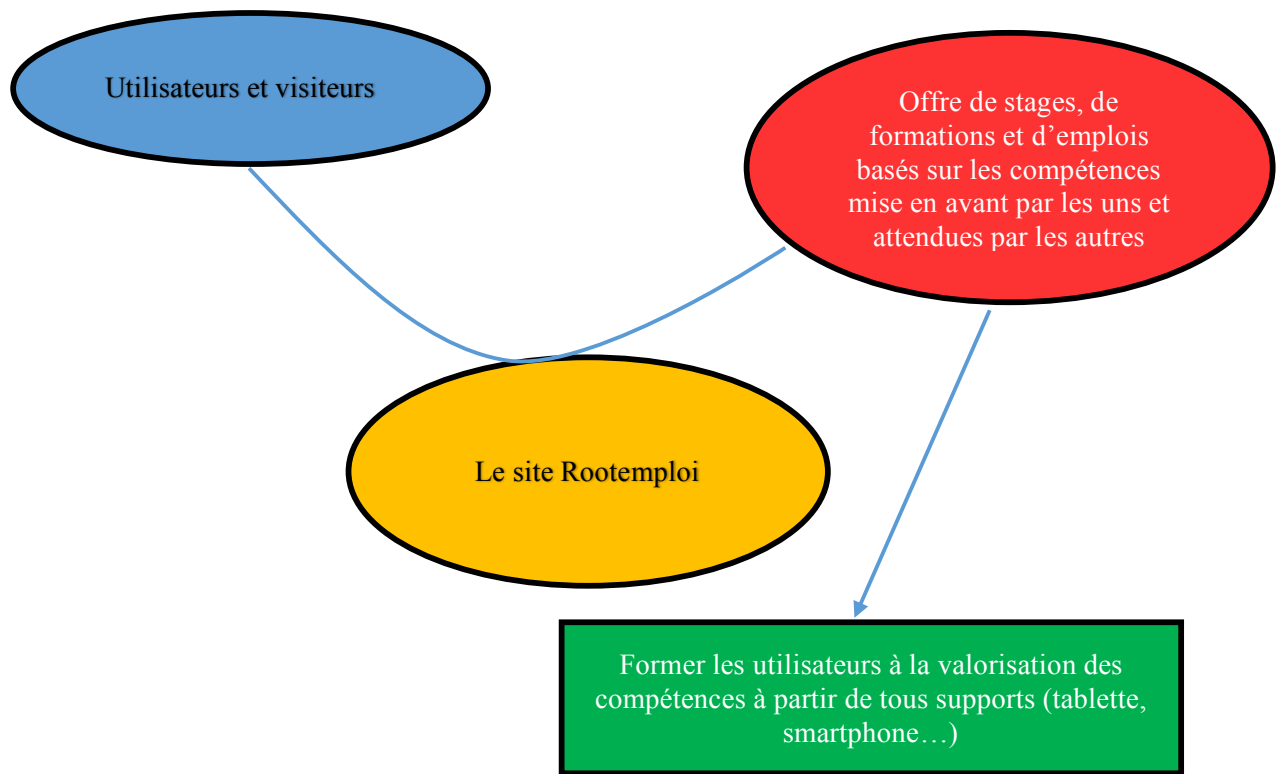 Utilisateurs et visiteurs
Offre de stages, de
formations et d’emplois
basés sur les compétences
mise en avant par les uns et
attendues par les autres
Le site Rootemploi
Former les utilisateurs à la valorisation des
compétences à partir de tous supports (tablette,
smartphone…)